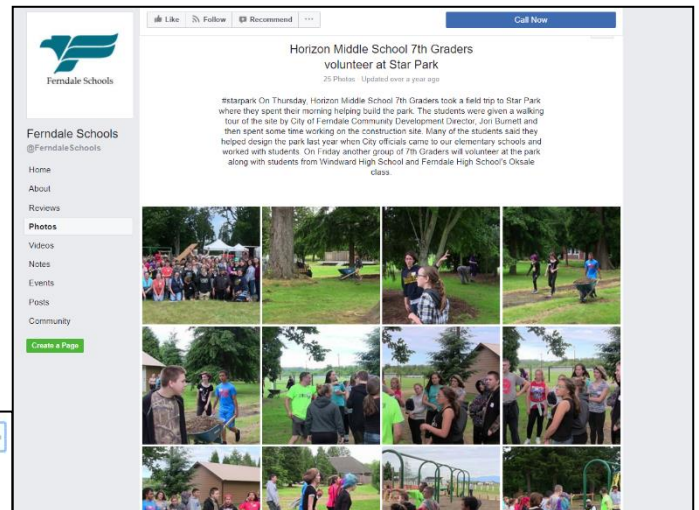 Like Follow Recommend ··· Call Now
Ferndale Schools
Ferndale Schools
@FerndaleSchools
Home
About
Reviews
Photos
Videos
Notes
Events
Posts
Community
Create a Page
Horizon Middle School 7th Graders
volunteer at Star Park
25 Photos · Updated over a year ago
#starpark On Thursday, Horizon Middle School 7th Graders took a field trip to Star Park
where they spent their morning helping build the park. The students were given a walking
tour of the site by City of Ferndale Community Development Director, Jori Burnett and
then spent some time working on the construction site. Many of the students said they
helped design the park last year when City officials came to our elementary schools and
worked with students. On Friday another group of 7th Graders will volunteer at the park
along with students from Windward High School and Ferndale High School's Oksale
class.